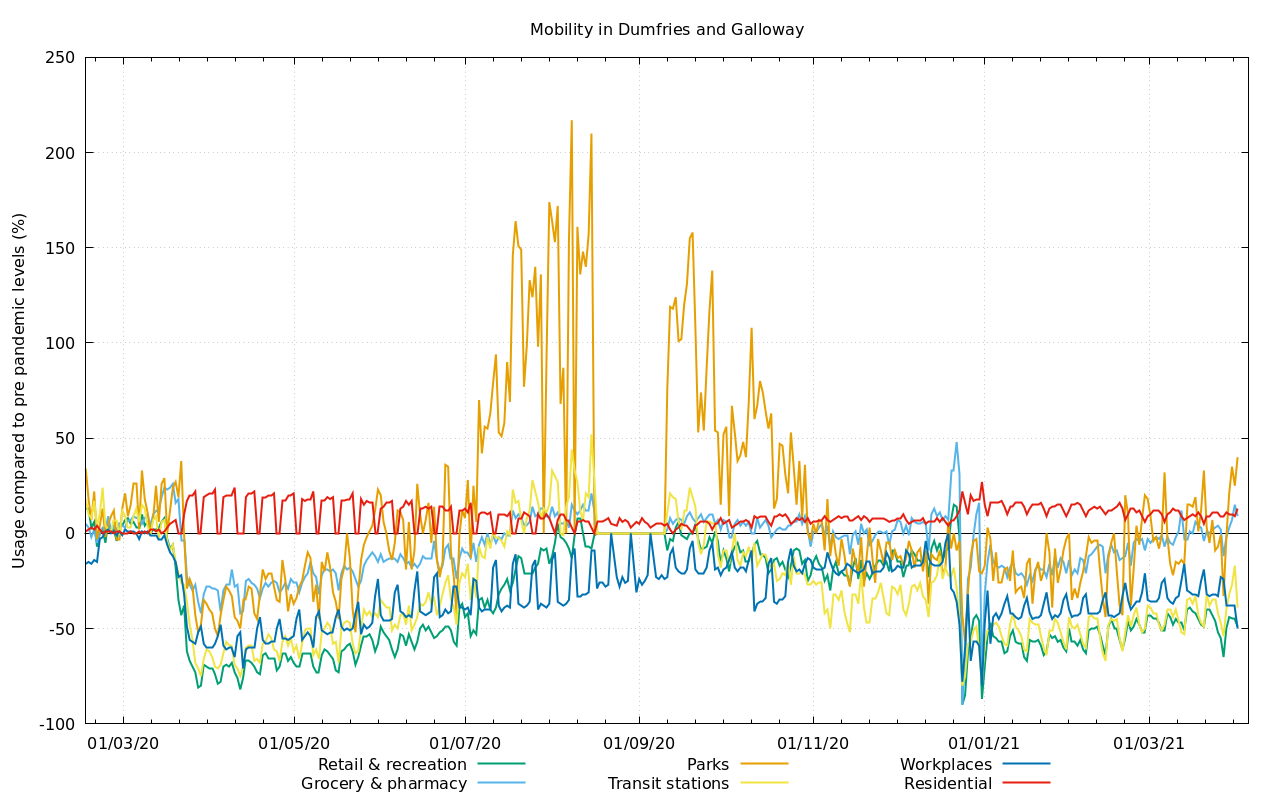 Mobility in Dumfries and Galloway
Usage compared to pre pandemic levels (%)
250
200
150
100
50
0
-50
-100
01/03/20 01/05/20 01/07/20 01/09/20 01/11/20 01/01/21 01/03/21
Retail & recreation Parks Workplaces
Grocery & pharmacy Transit stations Residential